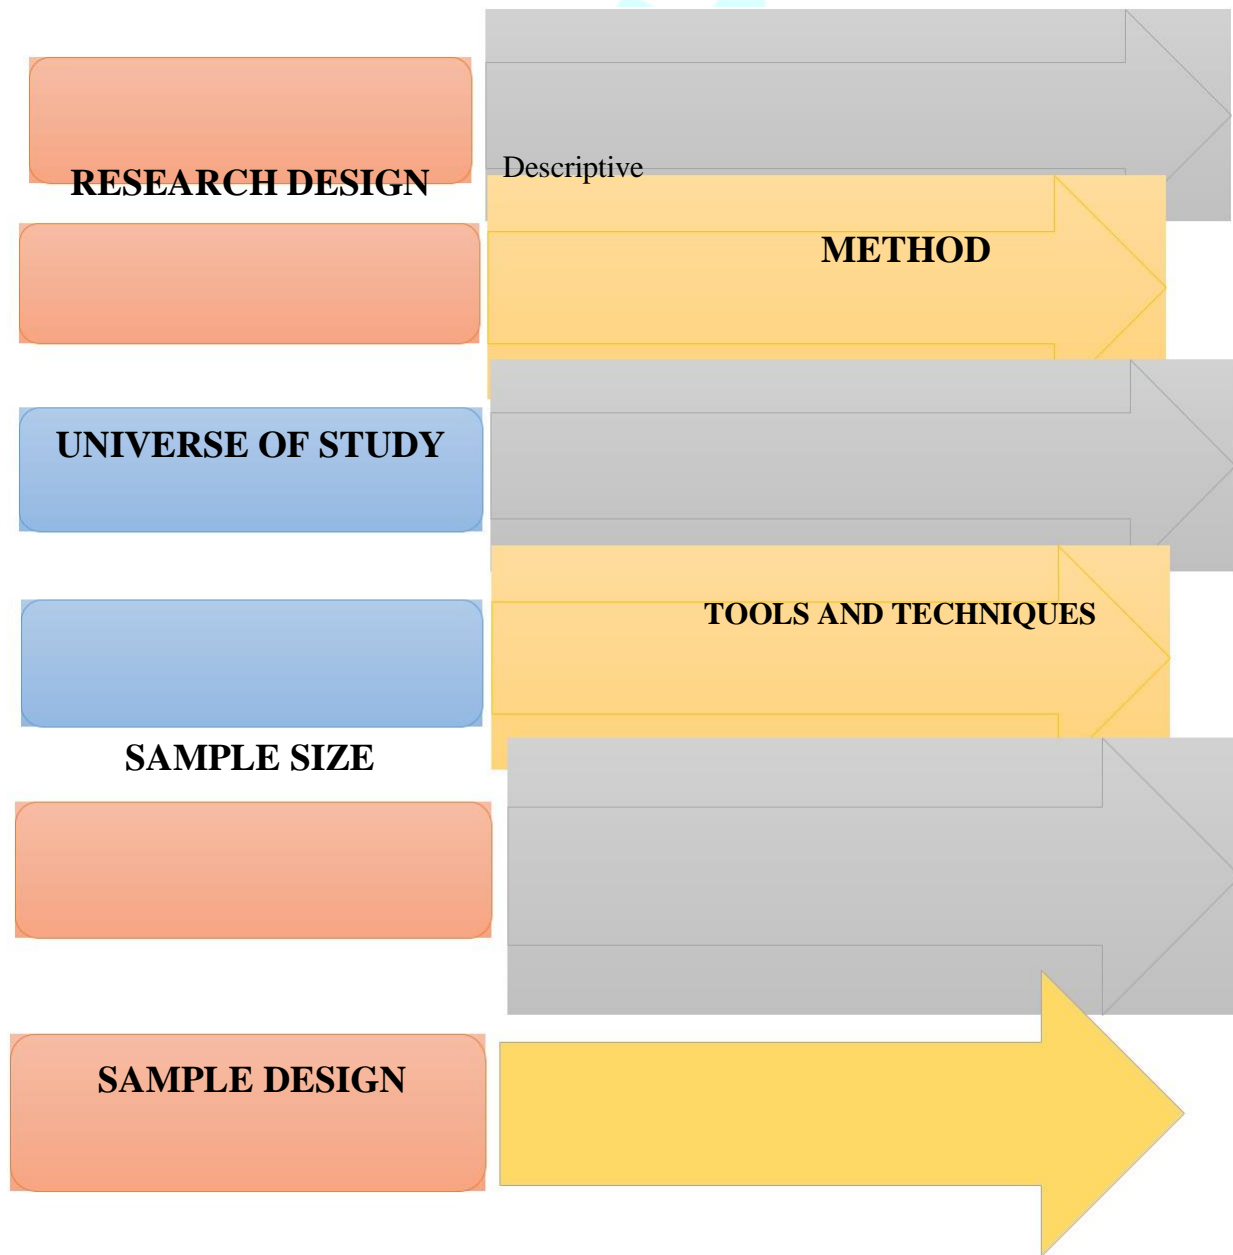 RESEARCH DESIGN
Descriptive
METHOD
UNIVERSE OF STUDY
TOOLS AND TECHNIQUES
SAMPLE SIZE
SAMPLE DESIGN